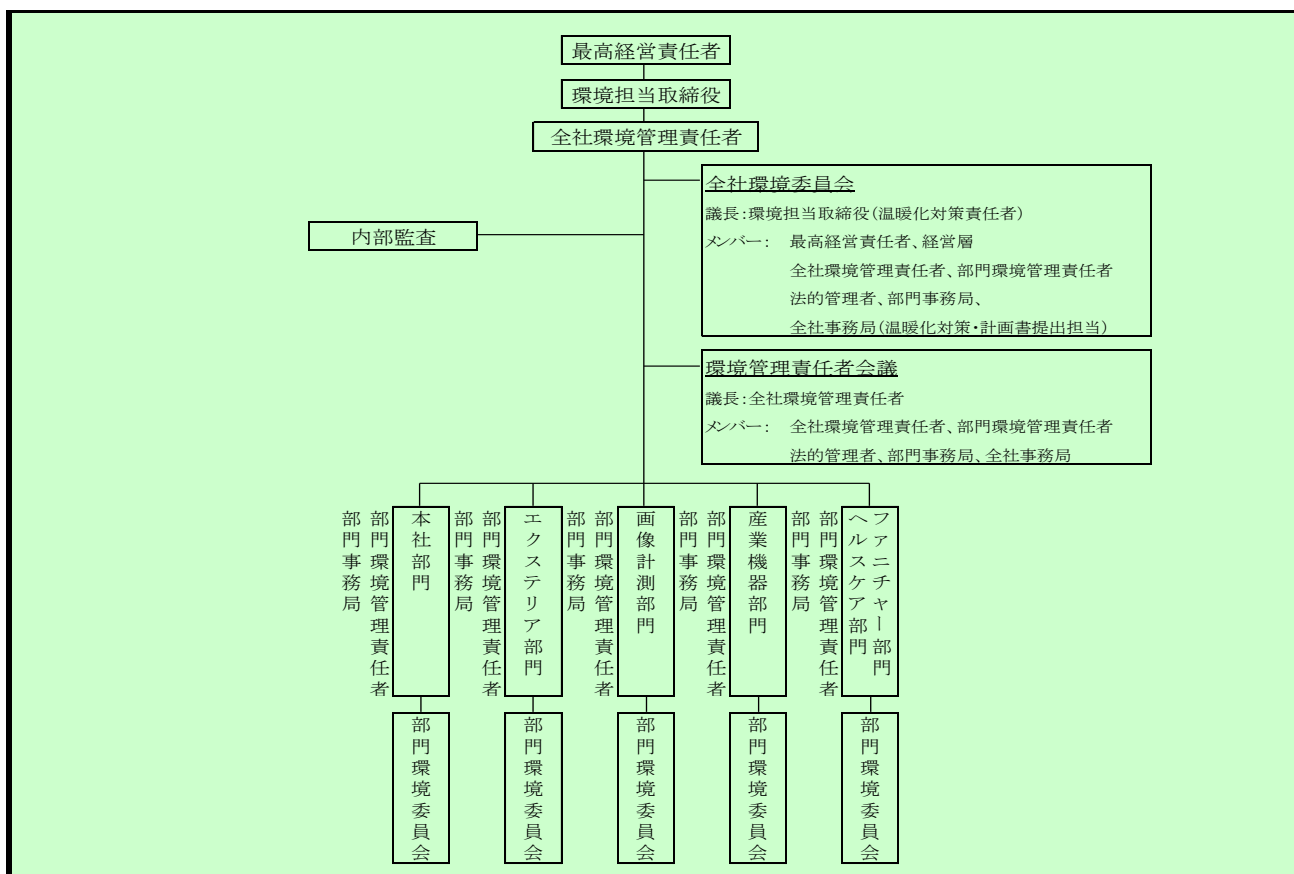 最高経営責任者
環境担当取締役
全社環境管理責任者
全社環境委員会
議長：環境担当取締役（温暖化対策責任者）
メンバー： 最高経営責任者、経営層
全社環境管理責任者、部門環境管理責任者
法的管理者、部門事務局、
全社事務局（温暖化対策・計画書提出担当）
内部監査
環境管理責任者会議
議長：全社環境管理責任者
メンバー： 全社環境管理責任者、部門環境管理責任者
法的管理者、部門事務局、全社事務局
部門事務局
部門環境管理責任者
本社部門
部門事務局
部門環境管理責任者
エクステリア部門
部門事務局
部門環境管理責任者
画像計測部門
部門事務局
部門環境管理責任者
産業機器部門
部門事務局
部門環境管理責任者
ファニチャー部門
ヘルスケア部門
部門環境委員会
部門環境委員会
部門環境委員会
部門環境委員会
部門環境委員会